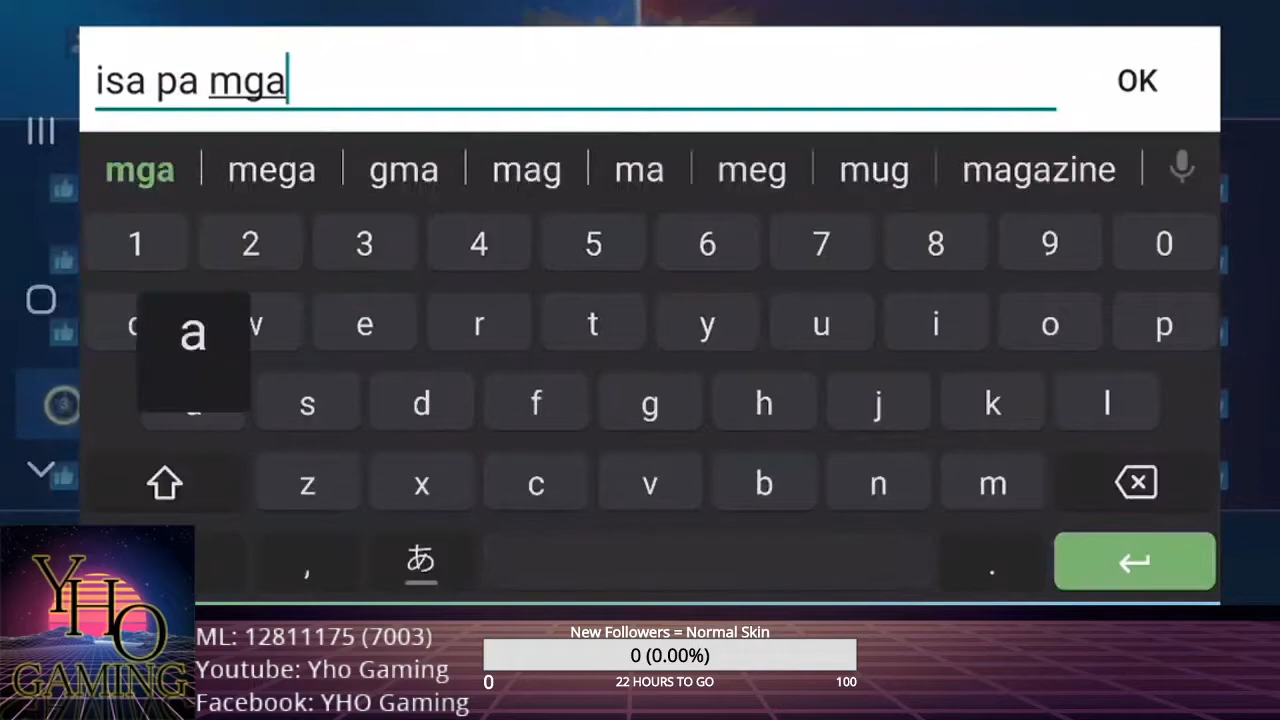 isa pa mga
OK
mga mega gma mag ma meg mug magazine
1 2 3 4 5 6 7 8 9 0
w e r t y u i o p
a
s d f g h j k l
z x c v b n m
, あ .
3
YHO
GAMING
ML: 12811175 (7003)
Youtube: Yho Gaming
Facebook: YHO Gaming
New Followers = Normal Skin
0 (0.00%)
0 22 HOURS TO GO 100